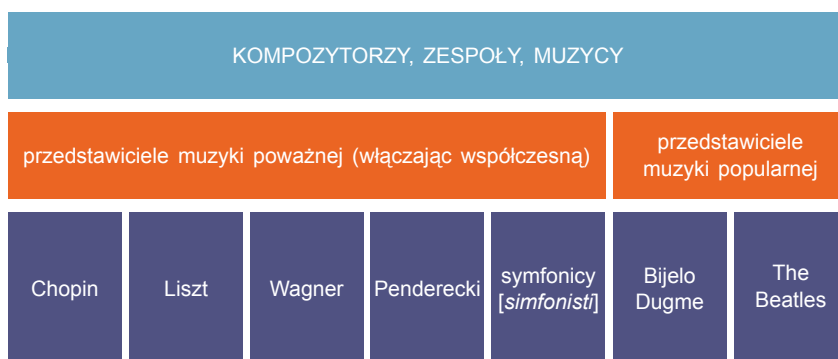 KOMPOZYTORZY, ZESPOŁY, MUZYCY
przedstawiciele muzyki poważnej (włączając współczesną)
przedstawiciele
muzyki popularnej
Chopin
Liszt
Wagner
Penderecki
symfonicy
[simfonisti]
Bijelo
Dugme
The
Beatles